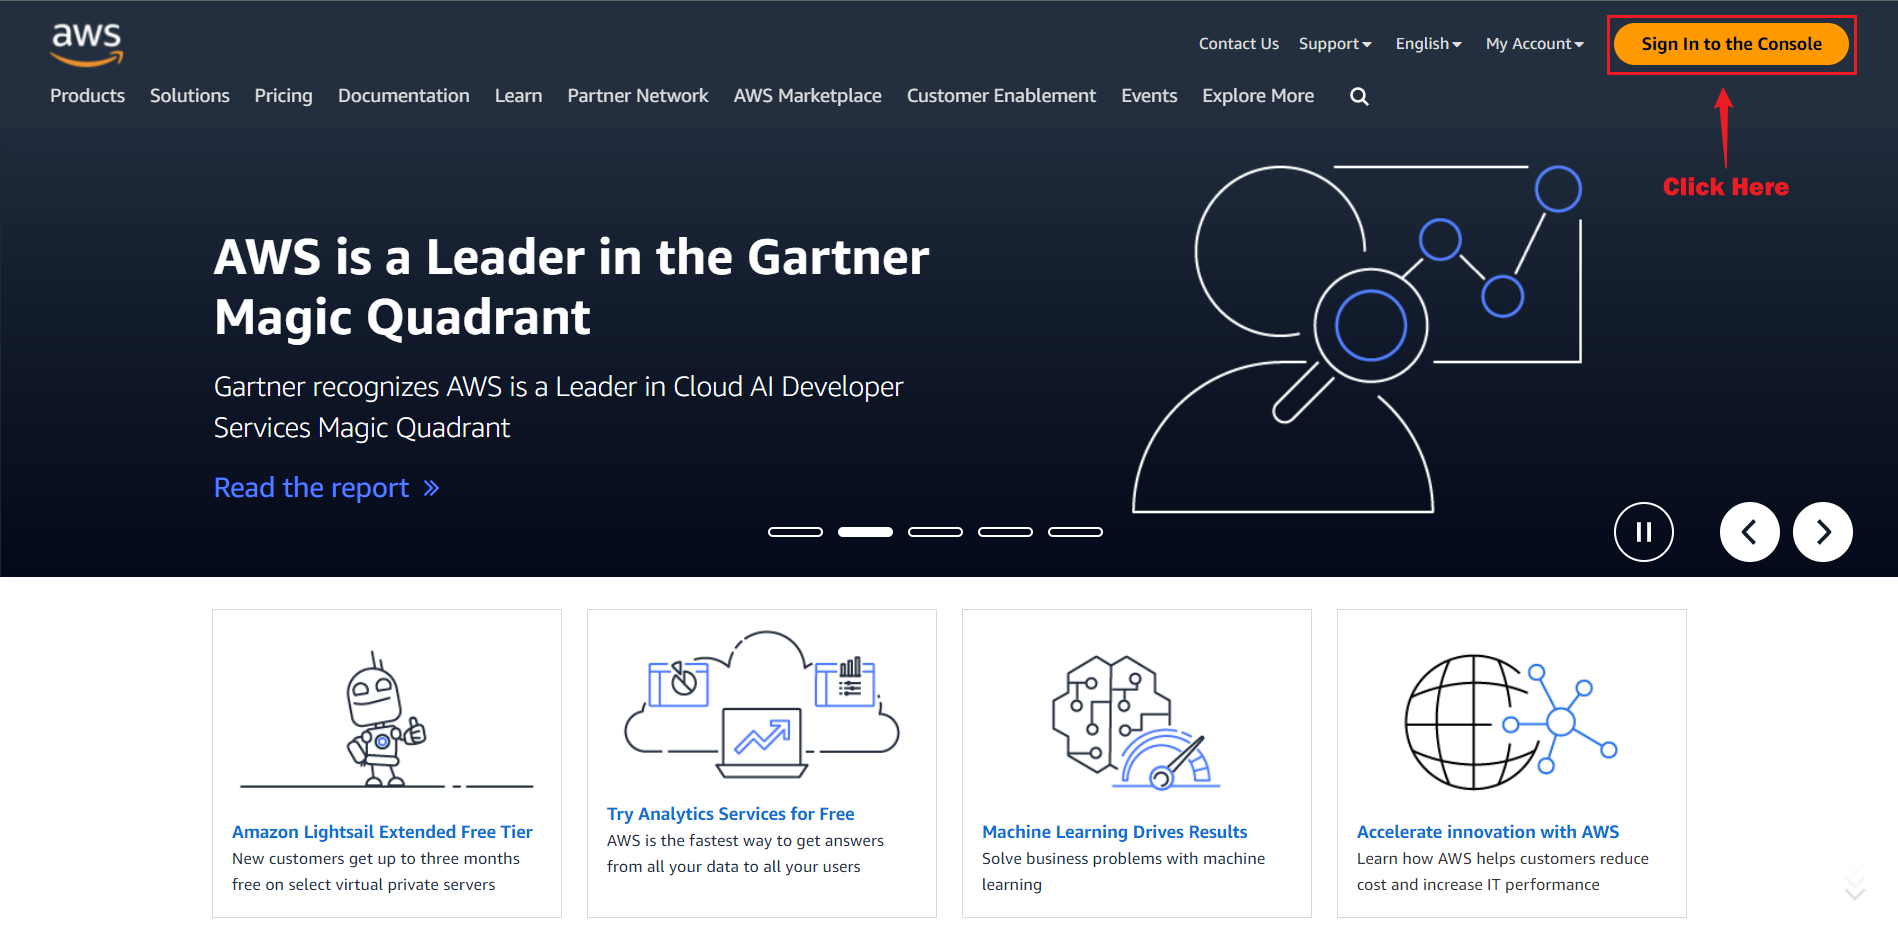 aws
Contact Us Support English My Account Sign In to the Console
Products Solutions Pricing Documentation Learn Partner Network AWS Marketplace Customer Enablement Events Explore More
Click Here
AWS is a Leader in the Gartner
Magic Quadrant
Gartner recognizes AWS is a Leader in Cloud AI Developer
Services Magic Quadrant
Read the report »
Amazon Lightsail Extended Free Tier
New customers get up to three months
free on select virtual private servers
Try Analytics Services for Free
AWS is the fastest way to get answers
from all your data to all your users
Machine Learning Drives Results
Solve business problems with machine
learning
Accelerate innovation with AWS
Learn how AWS helps customers reduce
cost and increase IT performance